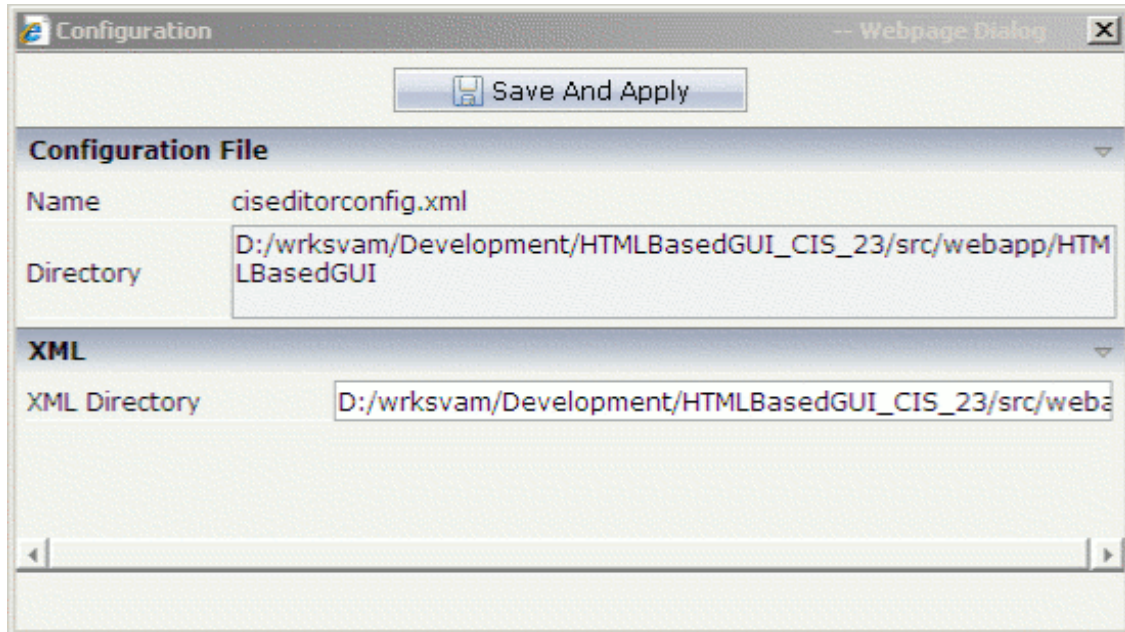 Configuration -- Webpage Dialog
Save And Apply
Configuration File
Name ciseditorconfig.xml
Directory D:/wrksvam/Development/HTMLBasedGUI_CIS_23/src/webapp/HTM
LBasedGUI
XML
XML Directory D:/wrksvam/Development/HTMLBasedGUI_CIS_23/src/weba